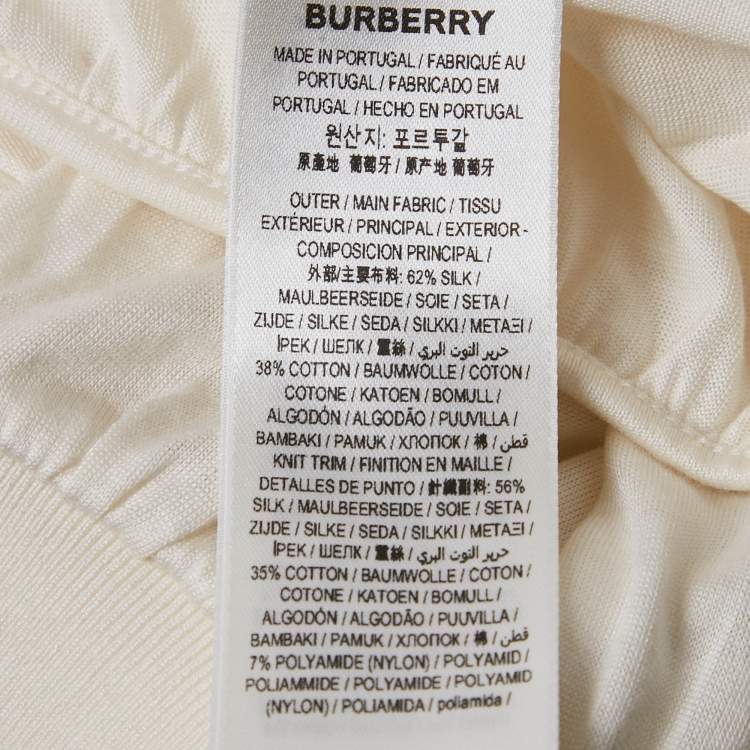 BURBERRY
MADE IN PORTUGAL / FABRIQUÉ AU
PORTUGAL / FABRICADO EM
PORTUGAL / HECHO EN PORTUGAL
원산지: 포르투갈
原產地 葡萄牙 / 原产地 葡萄牙
OUTER / MAIN FABRIC / TISSU
EXTÉRIEUR / PRINCIPAL / EXTERIOR -
COMPOSICION PRINCIPAL /
外部/主要布料: 62% SILK /
MAULBEERSEIDE / SOIE / SETA /
ZIJDE / SILKE / SEDA / SILKKI / ΜΕΤΑΞΙ /
İPEK / ШЕЛК / 蠶絲 / حرير التوت البري /
38% COTTON / BAUMWOLLE / COTON /
COTONE / KATOEN / BOMULL /
ALGODÓN / ALGODÃO / PUUVILLA /
BAMBAKI / PAMUK / ХЛОПОК / 棉 / قطن /
KNIT TRIM / FINITION EN MAILLE /
DETALLES DE PUNTO / 針織副料: 56%
SILK / MAULBEERSEIDE / SOIE / SETA /
ZIJDE / SILKE / SEDA / SILKKI / ΜΕΤΑΞΙ /
İPEK / ШЕЛК / 蠶絲 / حرير التوت البري /
35% COTTON / BAUMWOLLE / COTON /
COTONE / KATOEN / BOMULL /
ALGODÓN / ALGODÃO / PUUVILLA /
BAMBAKI / PAMUK / ХЛОПОК / 棉 / قطن /
7% POLYAMIDE (NYLON) / POLYAMID /
POLIAMMIDE / POLYAMIDE / POLYAMID
(NYLON) / POLIAMIDA / poliamida /